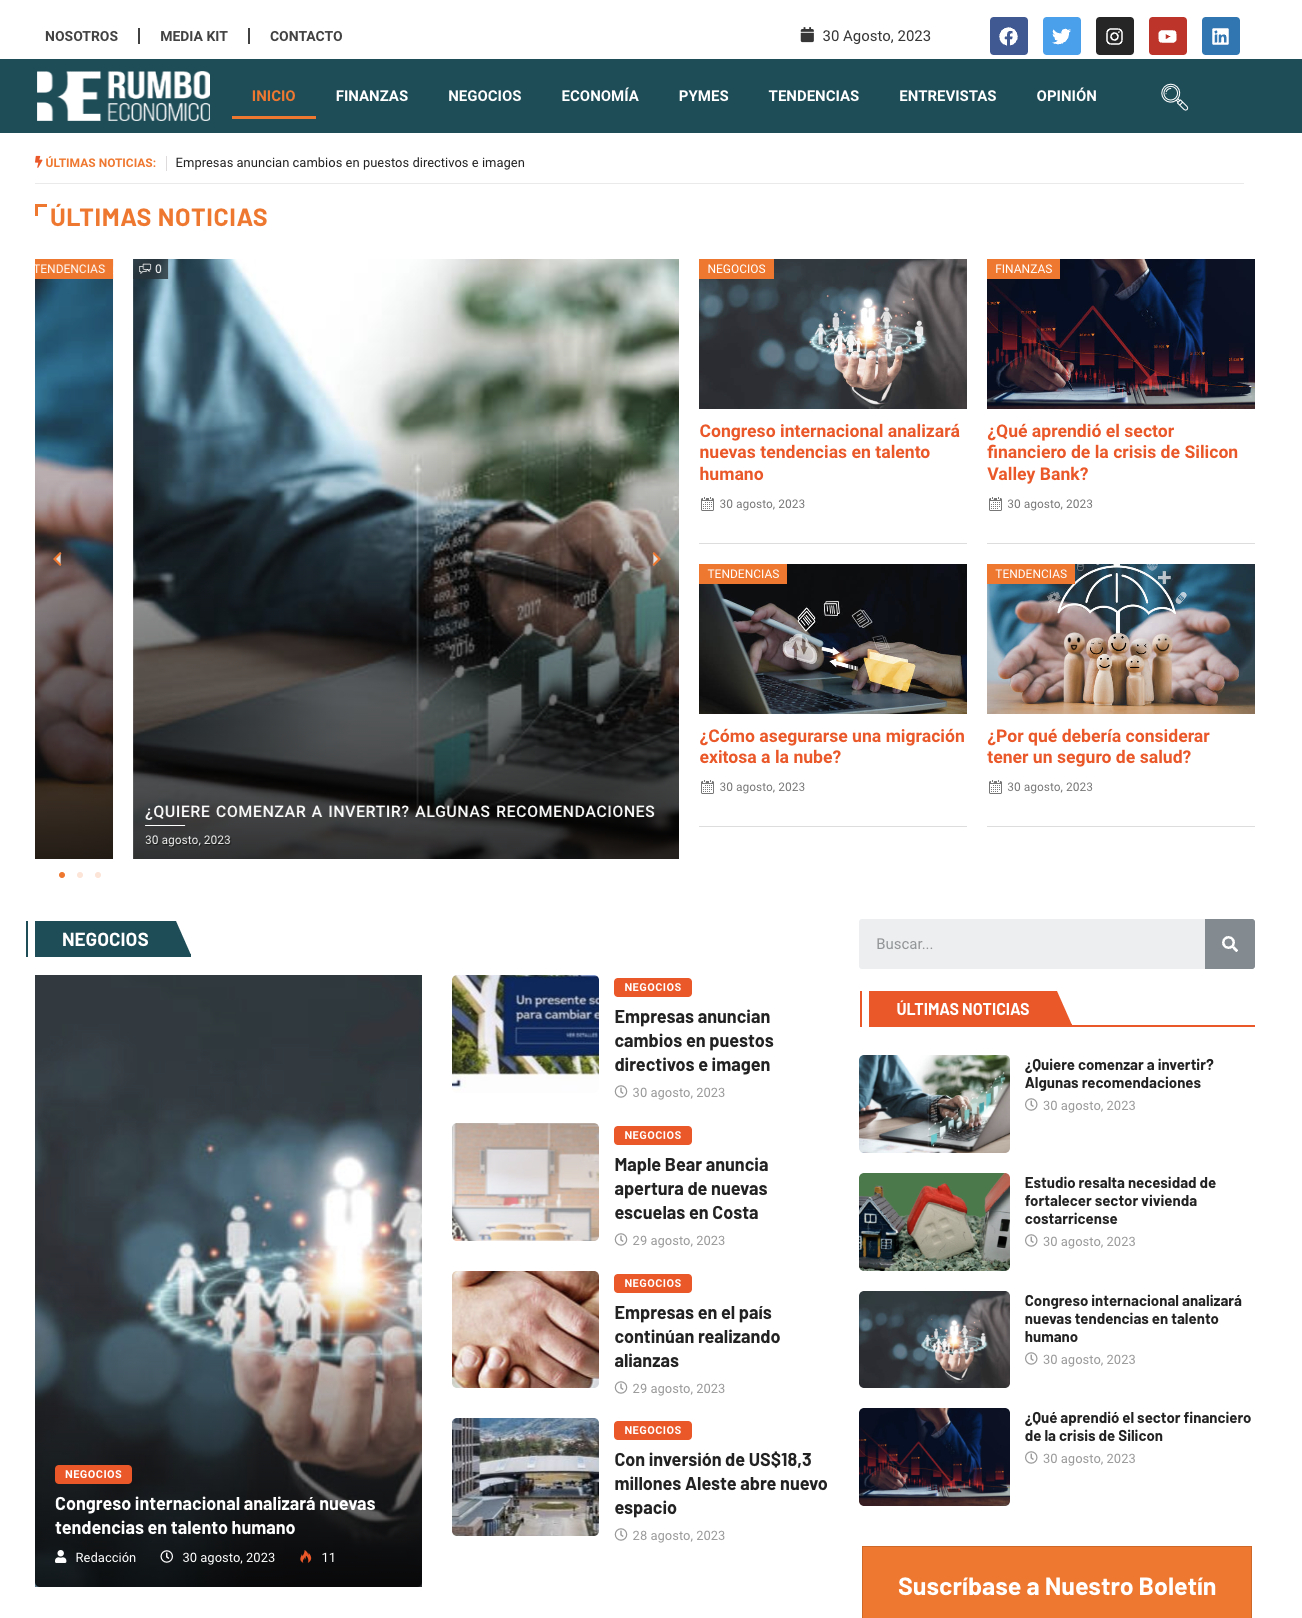 NOSOTROS
MEDIA KIT
CONTACTO
30 Agosto, 2023
RE RUMBO
ECONOMICO
INICIO
FINANZAS
NEGOCIOS
ECONOMÍA
PYMES
TENDENCIAS
ENTREVISTAS
OPINIÓN
ÚLTIMAS NOTICIAS:
Empresas anuncian cambios en puestos directivos e imagen
ÚLTIMAS NOTICIAS
TENDENCIAS
0
2016
2017
2018
¿QUIERE COMENZAR A INVERTIR? ALGUNAS RECOMENDACIONES
30 agosto, 2023
NEGOCIOS
Congreso internacional analizará
nuevas tendencias en talento
humano
30 agosto, 2023
FINANZAS
¿Qué aprendió el sector
financiero de la crisis de Silicon
Valley Bank?
30 agosto, 2023
TENDENCIAS
¿Cómo asegurarse una migración
exitosa a la nube?
30 agosto, 2023
TENDENCIAS
¿Por qué debería considerar
tener un seguro de salud?
30 agosto, 2023
NEGOCIOS
NEGOCIOS
Congreso internacional analizará nuevas
tendencias en talento humano
Redacción
30 agosto, 2023
11
Un presente so
para cambiar e
NEGOCIOS
Empresas anuncian
cambios en puestos
directivos e imagen
30 agosto, 2023
NEGOCIOS
Maple Bear anuncia
apertura de nuevas
escuelas en Costa
29 agosto, 2023
NEGOCIOS
Empresas en el país
continúan realizando
alianzas
29 agosto, 2023
NEGOCIOS
Con inversión de US$18,3
millones Aleste abre nuevo
espacio
28 agosto, 2023
Buscar...
ÚLTIMAS NOTICIAS
¿Quiere comenzar a invertir?
Algunas recomendaciones
30 agosto, 2023
Estudio resalta necesidad de
fortalecer sector vivienda
costarricense
30 agosto, 2023
Congreso internacional analizará
nuevas tendencias en talento
humano
30 agosto, 2023
¿Qué aprendió el sector financiero
de la crisis de Silicon
30 agosto, 2023
Suscríbase a Nuestro Boletín